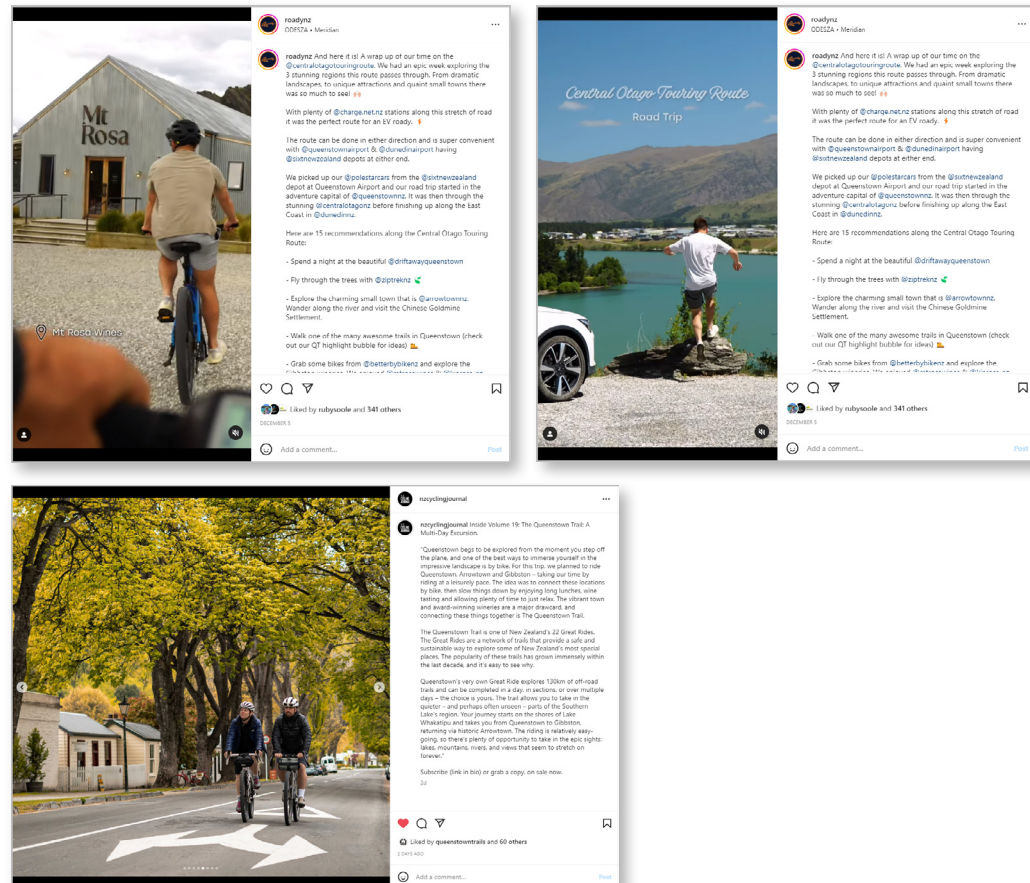 Mt
Rosa
Mt Rosa Wines
roadynz
ODESZA • Meridian
roadynz And here it is! A wrap up of our time on the
@centralotagotouringroute. We had an epic week exploring the
3 stunning regions this route passes through. From dramatic
landscapes, to unique attractions and quaint small towns there
was so much to see!
With plenty of @charge.net.nz stations along this stretch of road
it was the perfect route for an EV roady.
The route can be done in either direction and is super convenient
with @queenstownairport & @dunedinairport having
@sixtnewzealand depots at either end.
We picked up our @polestarcars from the @sixtnewzealand
depot at Queenstown Airport and our road trip started in the
adventure capital of @queenstownnz. It was then through the
stunning @centralotagonz before finishing up along the East
Coast in @dunedinnz.
Here are 15 recommendations along the Central Otago Touring
Route:
- Spend a night at the beautiful @driftawayqueenstown
- Fly through the trees with @ziptreknz
- Explore the charming small town that is @arrowtownnz.
Wander along the river and visit the Chinese Goldmine
Settlement.
- Walk one of the many awesome trails in Queenstown (check
out our QT highlight bubble for ideas)
- Grab some bikes from @betterbybikenz and explore the
Liked by rubysoole and 341 others
DECEMBER 5
Add a comment...
Post
Central Otago Touring Route
Road Trip
roadynz
ODESZA • Meridian
roadynz And here it is! A wrap up of our time on the
@centralotagotouringroute. We had an epic week exploring the
3 stunning regions this route passes through. From dramatic
landscapes, to unique attractions and quaint small towns there
was so much to see!
With plenty of @charge.net.nz stations along this stretch of road
it was the perfect route for an EV roady.
The route can be done in either direction and is super convenient
with @queenstownairport & @dunedinairport having
@sixtnewzealand depots at either end.
We picked up our @polestarcars from the @sixtnewzealand
depot at Queenstown Airport and our road trip started in the
adventure capital of @queenstownnz. It was then through the
stunning @centralotagonz before finishing up along the East
Coast in @dunedinnz.
Here are 15 recommendations along the Central Otago Touring
Route:
- Spend a night at the beautiful @driftawayqueenstown
- Fly through the trees with @ziptreknz
- Explore the charming small town that is @arrowtownnz.
Wander along the river and visit the Chinese Goldmine
Settlement.
- Walk one of the many awesome trails in Queenstown (check
out our QT highlight bubble for ideas)
- Grab some bikes from @betterbybikenz and explore the
Liked by rubysoole and 341 others
DECEMBER 5
Add a comment...
Post
nzcyclingjournal
nzcyclingjournal Inside Volume 19: The Queenstown Trail: A
Multi-Day Excursion.
"Queenstown begs to be explored from the moment you step off
the plane, and one of the best ways to immerse yourself in the
impressive landscape is by bike. For this trip, we planned to ride
Queenstown, Arrowtown and Gibbston – taking our time by
riding at a leisurely pace. The idea was to connect these locations
by bike, then slow things down by enjoying long lunches, wine
tasting and allowing plenty of time to just relax. The vibrant town
and award-winning wineries are a major drawcard, and
connecting these things together is The Queenstown Trail.
The Queenstown Trail is one of New Zealand's 22 Great Rides.
The Great Rides are a network of trails that provide a safe and
sustainable way to explore some of New Zealand's most special
places. The popularity of these trails has grown immensely within
the last decade, and it's easy to see why.
Queenstown's very own Great Ride explores 130km of off-road
trails and can be completed in a day, in sections, or over multiple
days – the choice is yours. The trail allows you to take in the
quieter – and perhaps often unseen – parts of the Southern
Lake's region. Your journey starts on the shores of Lake
Whakatipu and takes you from Queenstown to Gibbston,
returning via historic Arrowtown. The riding is relatively easy-
going, so there's plenty of opportunity to take in the epic sights:
lakes, mountains, rivers, and views that seem to stretch on
forever."
Subscribe (link in bio) or grab a copy, on sale now.
2d
Liked by queenstowntrails and 60 others
2 DAYS AGO
Add a comment...
Post